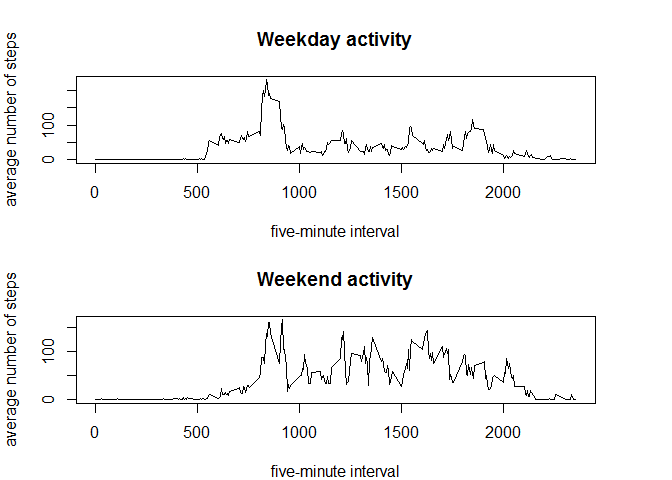 Weekday activity
average number of steps
100
0
0 500 1000 1500 2000
five-minute interval
Weekend activity
average number of steps
100
0
0 500 1000 1500 2000
five-minute interval